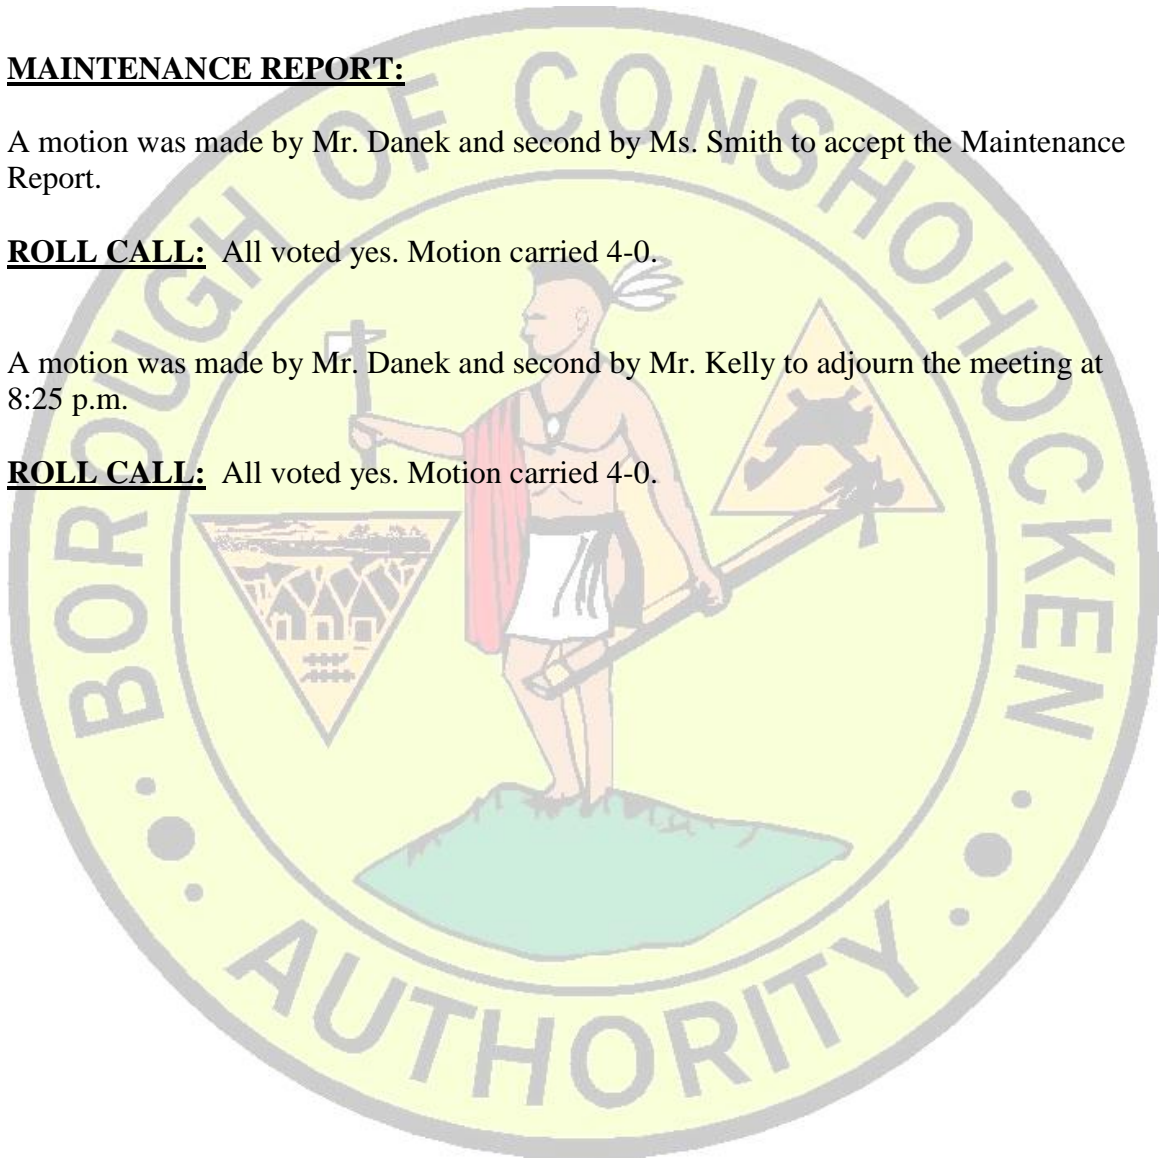 MAINTENANCE REPORT:
A motion was made by Mr. Danek and second by Ms. Smith to accept the Maintenance
Report.
ROLL CALL: All voted yes. Motion carried 4-0.
A motion was made by Mr. Danek and second by Mr. Kelly to adjourn the meeting at
8:25 p.m.
ROLL CALL: All voted yes. Motion carried 4-0.
BOROUGH OF CONSHOHOCKEN
AUTHORITY